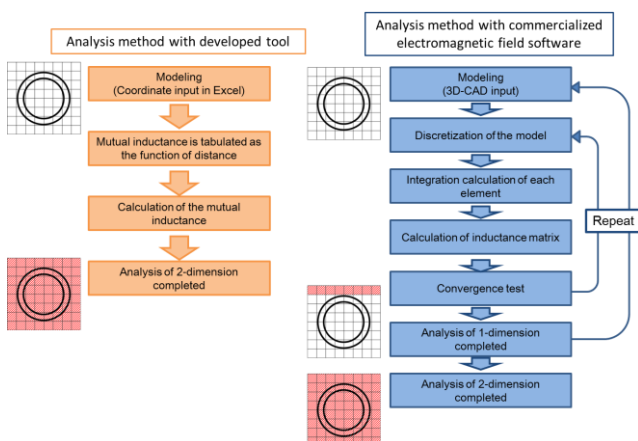 Analysis method with developed tool
Modeling
(Coordinate input in Excel)
Mutual inductance is tabulated as
the function of distance
Calculation of the mutual
inductance
Analysis of 2-dimension
completed
Analysis method with commercialized
electromagnetic field software
Modeling
(3D-CAD input)
Discretization of the model
Integration calculation of each
element
Calculation of inductance matrix
Convergence test
Analysis of 1-dimension
completed
Analysis of 2-dimension
completed
Repeat